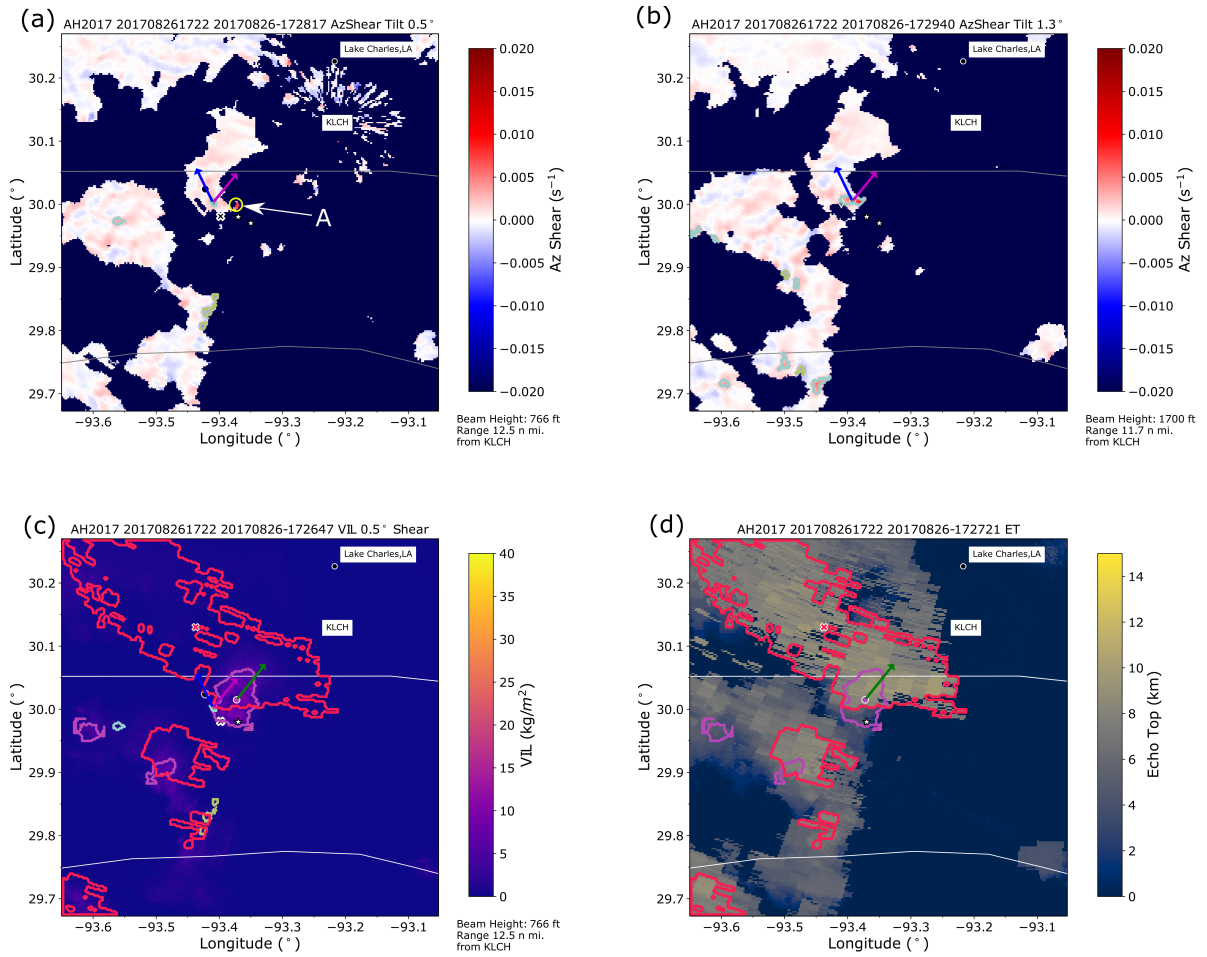 (a)
AH2017 201708261722 20170826-172817 AzShear Tilt 0.5°
Lake Charles,LA
KLCH
A
30.2
30.1
30.0
29.9
29.8
29.7
Latitude (°)
−93.6
−93.5
−93.4
−93.3
−93.2
−93.1
Longitude (°)
0.020
0.015
0.010
0.005
0.000
−0.005
−0.010
−0.015
−0.020
Az Shear (s−1)
Beam Height: 766 ft
Range 12.5 n mi.
from KLCH
(b)
AH2017 201708261722 20170826-172940 AzShear Tilt 1.3°
Lake Charles,LA
KLCH
30.2
30.1
30.0
29.9
29.8
29.7
Latitude (°)
−93.6
−93.5
−93.4
−93.3
−93.2
−93.1
Longitude (°)
0.020
0.015
0.010
0.005
0.000
−0.005
−0.010
−0.015
−0.020
Az Shear (s−1)
Beam Height: 1700 ft
Range 11.7 n mi.
from KLCH
(c)
AH2017 201708261722 20170826-172647 VIL 0.5° Shear
Lake Charles,LA
KLCH
30.2
30.1
30.0
29.9
29.8
29.7
Latitude (°)
−93.6
−93.5
−93.4
−93.3
−93.2
−93.1
Longitude (°)
40
35
30
25
20
15
10
5
0
VIL (kg/m2)
Beam Height: 766 ft
Range 12.5 n mi.
from KLCH
(d)
AH2017 201708261722 20170826-172721 ET
Lake Charles,LA
KLCH
30.2
30.1
30.0
29.9
29.8
29.7
Latitude (°)
−93.6
−93.5
−93.4
−93.3
−93.2
−93.1
Longitude (°)
14
12
10
8
6
4
2
0
Echo Top (km)